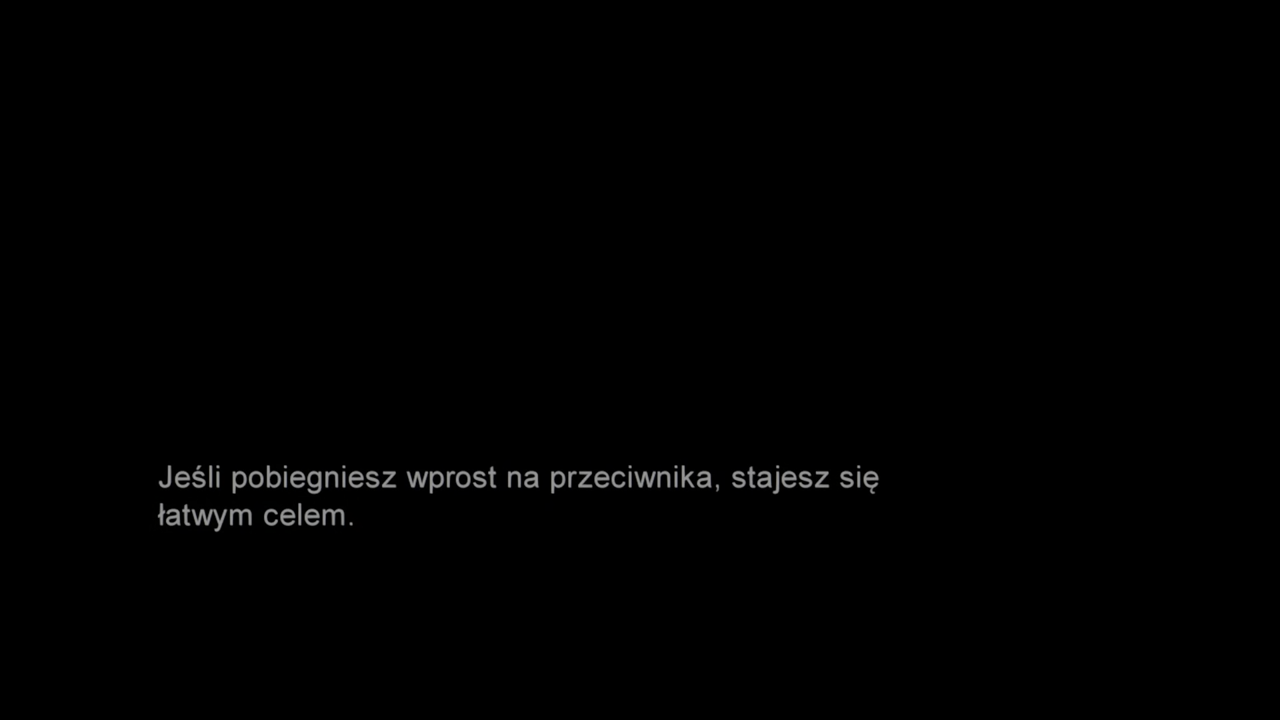 Jeśli pobiegniesz wprost na przeciwnika, stajesz się
łatwym celem.